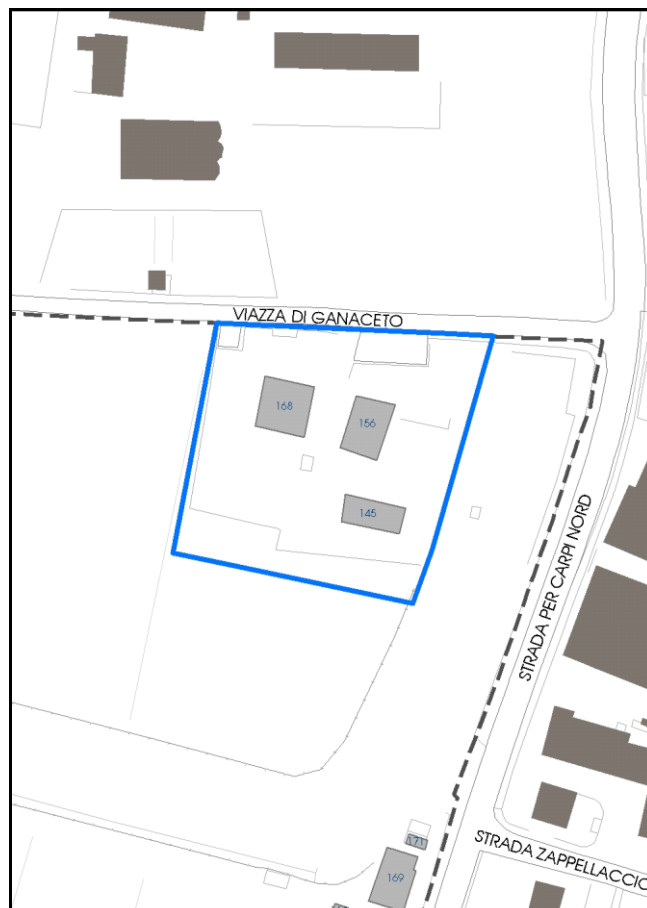 VIAZZA DI GANACETO
168
156
145
STRADA PER CARPI NORD
STRADA ZAPPELLACCIO
171
169